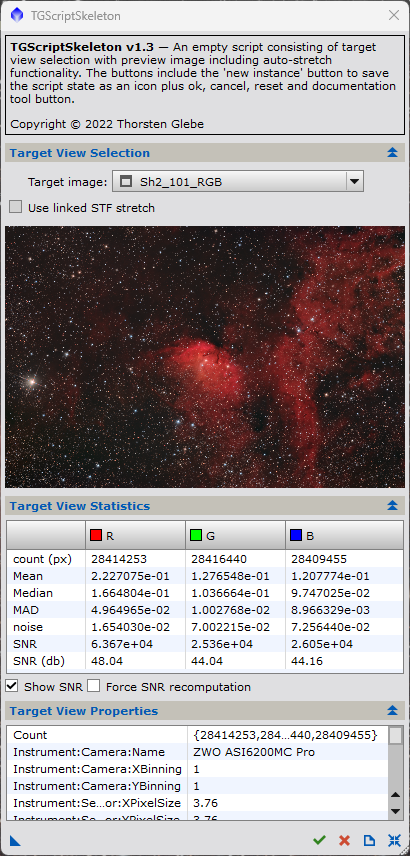 TGScriptSkeleton
TGScriptSkeleton v1.3 — An empty script consisting of target
view selection with preview image including auto-stretch
functionality. The buttons include the 'new instance' button to save
the script state as an icon plus ok, cancel, reset and documentation
tool button.
Copyright © 2022 Thorsten Glebe
Target View Selection
Target image: Sh2_101_RGB
Use linked STF stretch
Target View Statistics
R G B
count (px) 28414253 28416440 28409455
Mean 2.227075e-01 1.276548e-01 1.207774e-01
Median 1.664804e-01 1.036664e-01 9.747025e-02
MAD 4.964965e-02 1.002768e-02 8.966329e-03
noise 1.654030e-02 7.002215e-02 7.256440e-02
SNR 6.367e+04 2.536e+04 2.605e+04
SNR (db) 48.04 44.04 44.16
Show SNR Force SNR recomputation
Target View Properties
Count {28414253,284...440,28409455}
Instrument:Camera:Name ZWO ASI6200MC Pro
Instrument:Camera:XBinning 1
Instrument:Camera:YBinning 1
Instrument:Se...or:XPixelSize 3.76
Instrument:Se...or:YPixelSize 3.76